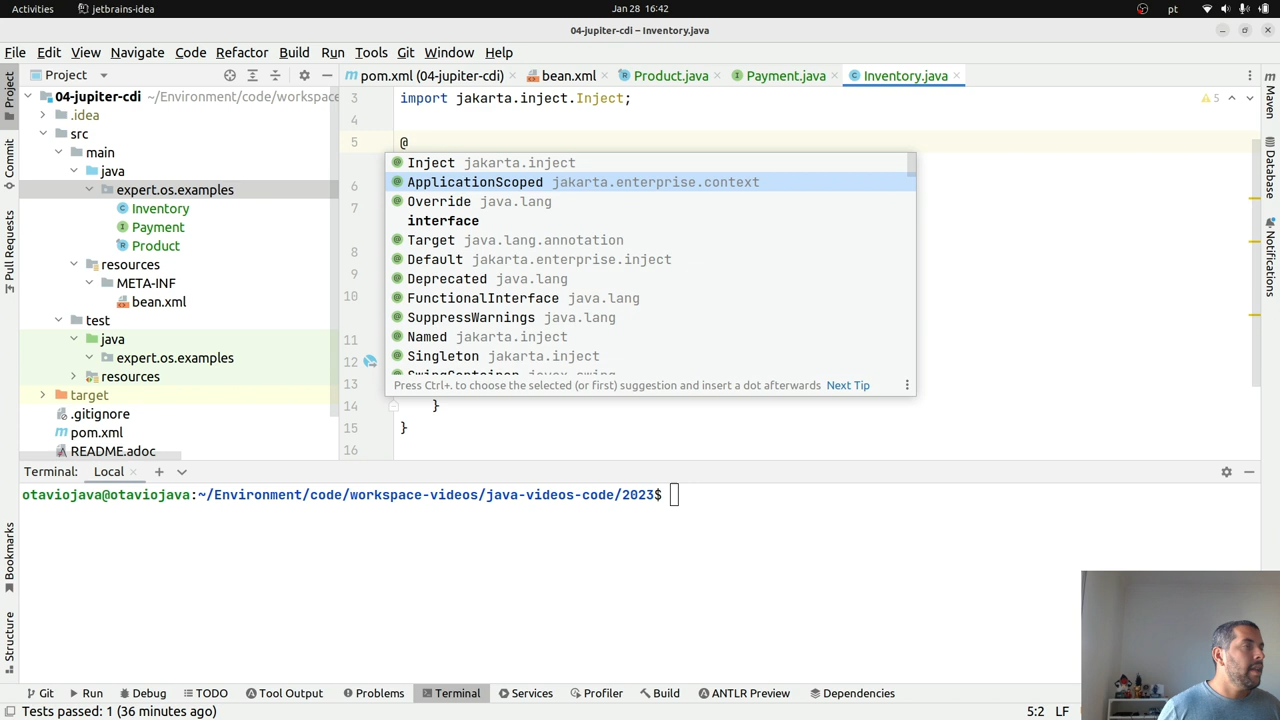 Activities jetbrains-idea Jan 28 16:42 pt
04-jupiter-cdi – Inventory.java
File Edit View Navigate Code Refactor Build Run Tools Git Window Help
Project pom.xml (04-jupiter-cdi) bean.xml Product.java Payment.java Inventory.java
Project
Commit
Pull Requests
Bookmarks
Structure
04-jupiter-cdi ~/Environment/code/workspace
.idea
src
main
java
expert.os.examples
Inventory
Payment
Product
resources
META-INF
bean.xml
test
java
expert.os.examples
resources
target
.gitignore
pom.xml
README.adoc
3 import jakarta.inject.Inject;
4
5 @
6
7
8
9
10
11
12
13
14 }
15 }
16
5
@ Inject jakarta.inject
@ ApplicationScoped jakarta.enterprise.context
@ Override java.lang
interface
@ Target java.lang.annotation
@ Default jakarta.enterprise.inject
@ Deprecated java.lang
@ FunctionalInterface java.lang
@ SuppressWarnings java.lang
@ Named jakarta.inject
@ Singleton jakarta.inject
@ SwingContainer javax.swing
Press Ctrl+. to choose the selected (or first) suggestion and insert a dot afterwards Next Tip
Maven
Database
Notifications
Terminal: Local
otaviojava@otaviojava:~/Environment/code/workspace-videos/java-videos-code/2023$
Git Run Debug TODO Tool Output Problems Terminal Services Profiler Build ANTLR Preview Dependencies
Tests passed: 1 (36 minutes ago) 5:2 LF